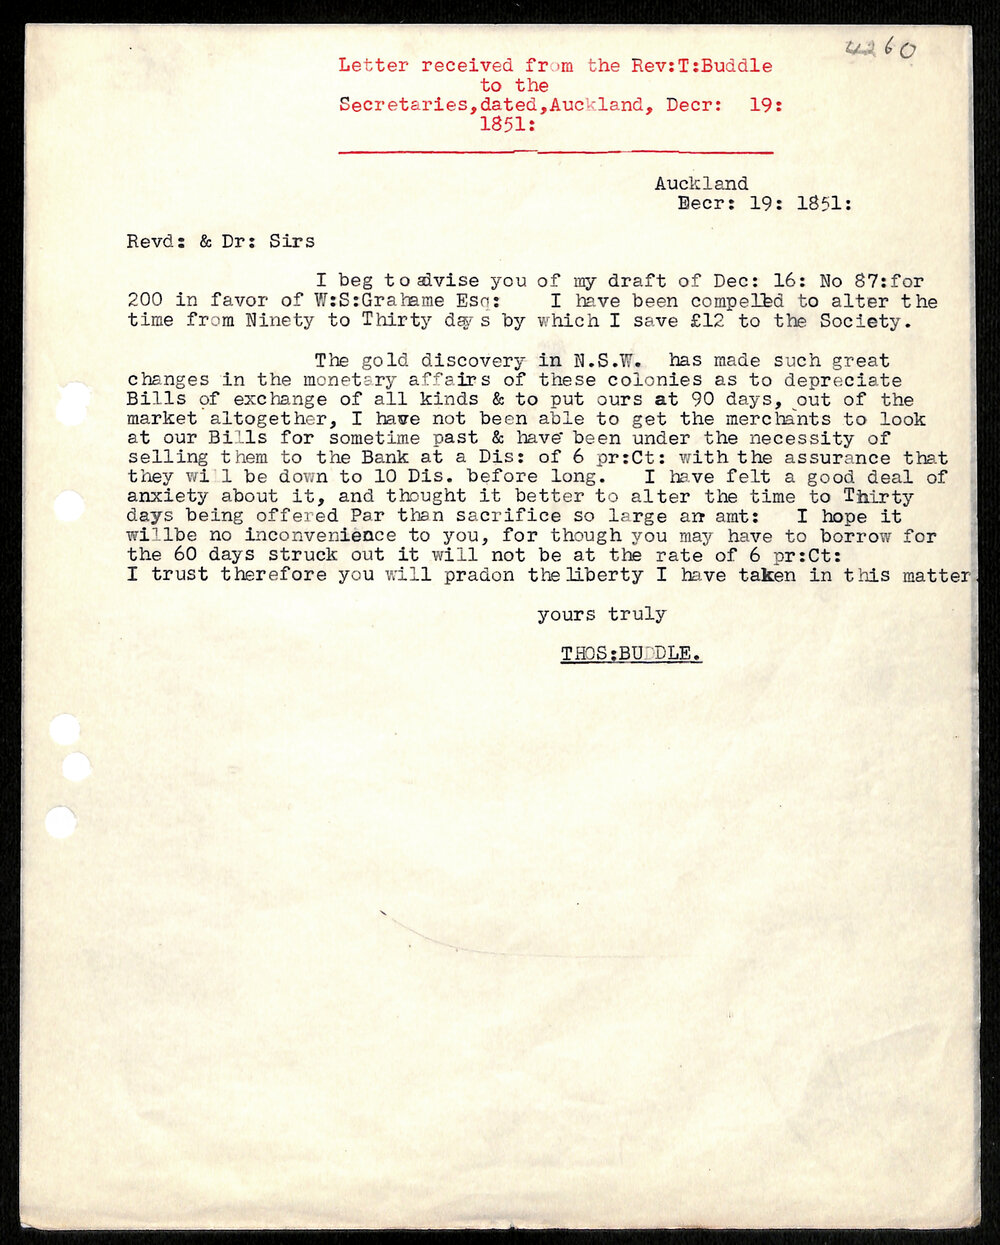 4260
Letter received from the Rev:T:Buddle
to the
Secretaries,dated,Auckland, Decr: 19:
1851:
Auckland
Decr: 19: 1851:
Revd: & Dr: Sirs
I beg to advise you of my draft of Dec: 16: No 87:for
200 in favor of W:S:Grahame Esq: I have been compelled to alter the
time from Ninety to Thirty days by which I save £12 to the Society.
The gold discovery in N.S.W. has made such great
changes in the monetary affairs of these colonies as to depreciate
Bills of exchange of all kinds & to put ours at 90 days, out of the
market altogether, I have not been able to get the merchants to look
at our Bills for sometime past & have been under the necessity of
selling them to the Bank at a Dis: of 6 pr:Ct: with the assurance that
they will be down to 10 Dis. before long. I have felt a good deal of
anxiety about it, and thought it better to alter the time to Thirty
days being offered Par than sacrifice so large an amt: I hope it
willbe no inconvenience to you, for though you may have to borrow for
the 60 days struck out it will not be at the rate of 6 pr:Ct:
I trust therefore you will pradon the liberty I have taken in this matter.
yours truly
THOS:BUDDLE.